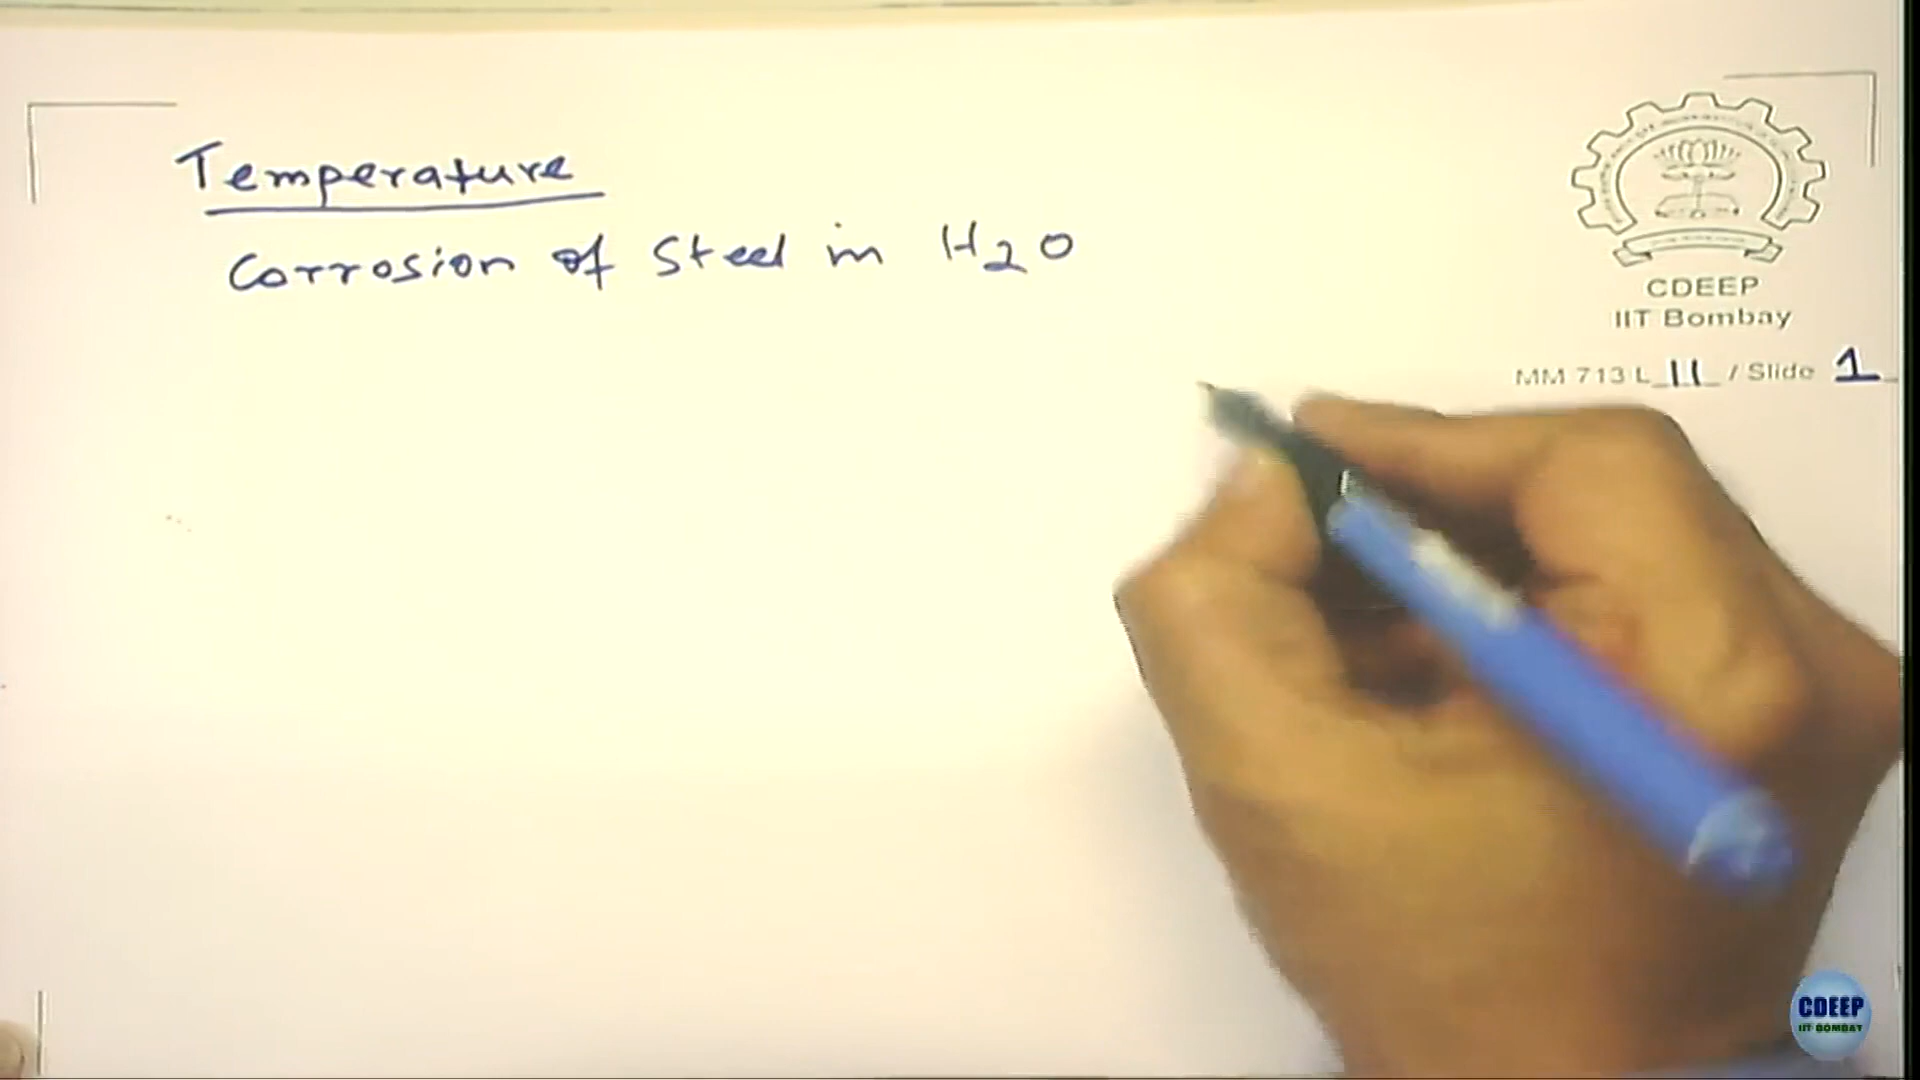 Temperature
Corrosion of Steel in H2O
CDEEP
IIT Bombay
MM 713 L 11 / Slide 1
CDEEP
IIT BOMBAY